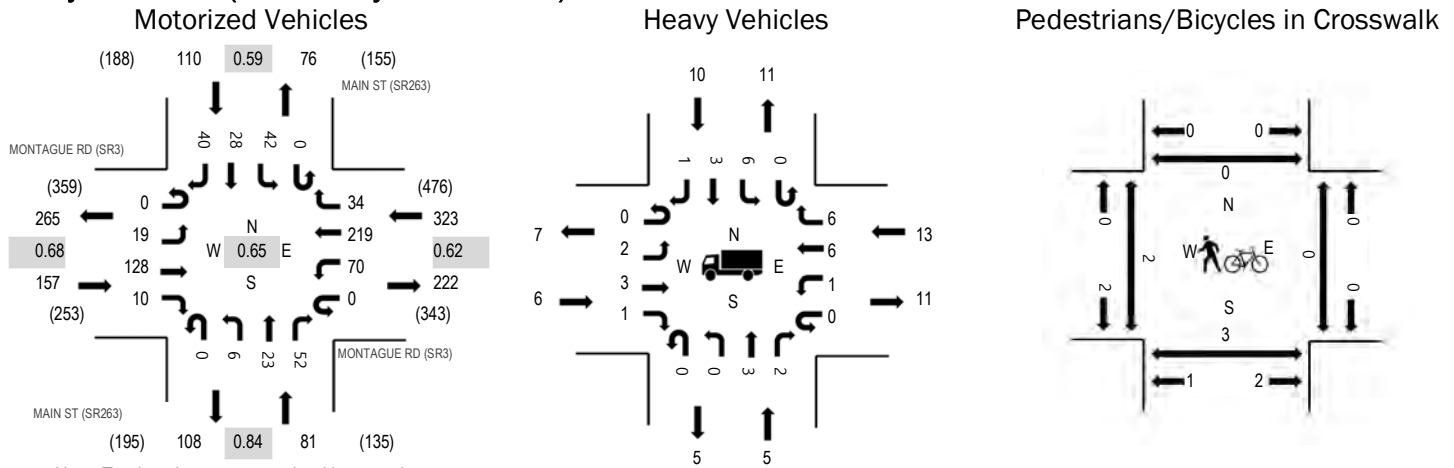 Motorized Vehicles
Heavy Vehicles
Pedestrians/Bicycles in Crosswalk
(188) 110 0.59 76 (155)
MAIN ST (SR263)
MONTAGUE RD (SR3)
40 28 42 0
(359)
265
0.68
157
(253)
0
19
128
10
N
W 0.65 E
S
34
219
70
0
(476)
323
0.62
222
(343)
0 6 23 52
MONTAGUE RD (SR3)
MAIN ST (SR263)
(195) 108 0.84 81 (135)
10 11
1 3 6 0
7
6
0
2
3
1
N
W E
S
6
6
1
0
13
11
0 0 3 2
5 5
0 0
0
N
0 2 W E 0 0
2 0
S
3
1 2